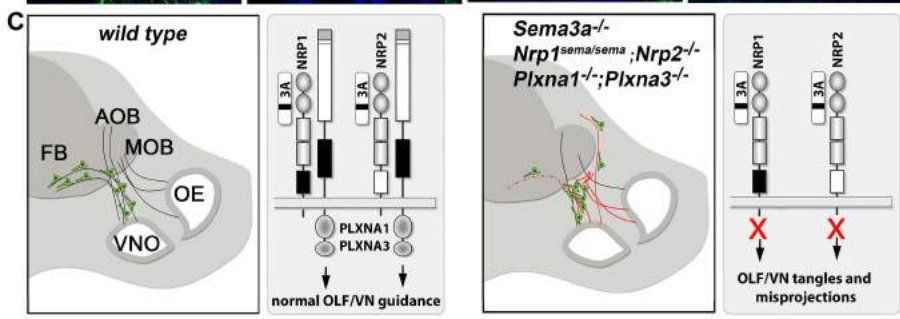 C
wild type
AOB
MOB
FB
OE
VNO
NRP1
NRP2
3A
3A
PLXNA1
PLXNA3
normal OLF/VN guidance
Sema3a-/-
Nrp1sema/sema ;Nrp2-/-
Plxna1-/-;Plxna3-/-
NRP1
NRP2
3A
3A
X
X
OLF/VN tangles and
misprojections